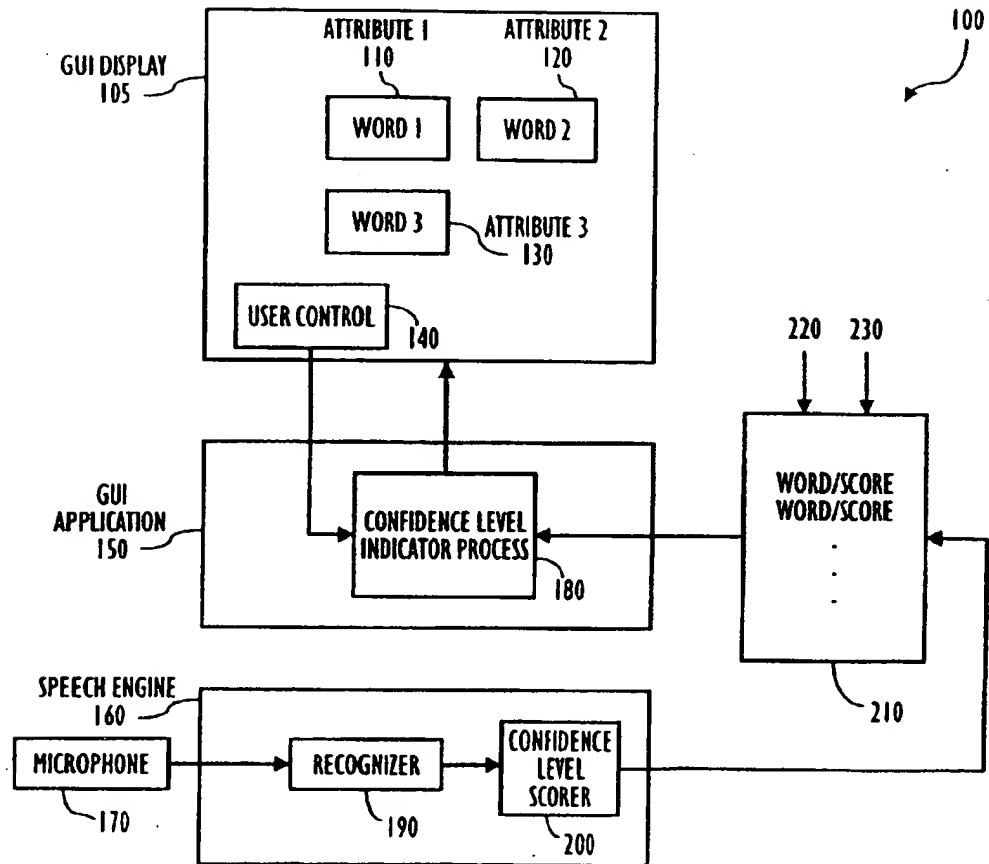 100
ATTRIBUTE 1
110
ATTRIBUTE 2
120
GUI DISPLAY
105
WORD 1
WORD 2
WORD 3
ATTRIBUTE 3
130
USER CONTROL
140
220
230
GUI
APPLICATION
150
CONFIDENCE LEVEL
INDICATOR PROCESS
180
WORD/SCORE
WORD/SCORE
210
SPEECH ENGINE
160
MICROPHONE
170
RECOGNIZER
190
CONFIDENCE
LEVEL
SCORER
200